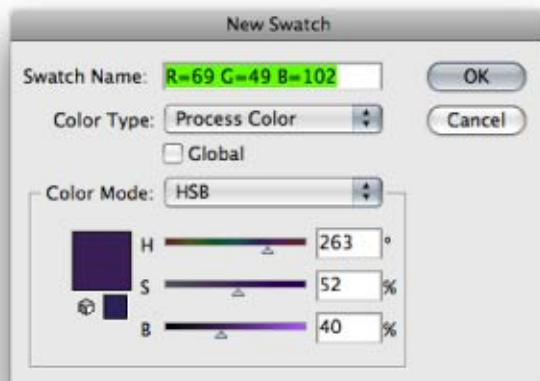 New Swatch
Swatch Name: R=69 G=49 B=102
OK
Color Type: Process Color
Cancel
Global
Color Mode: HSB
H 263 °
S 52 %
B 40 %